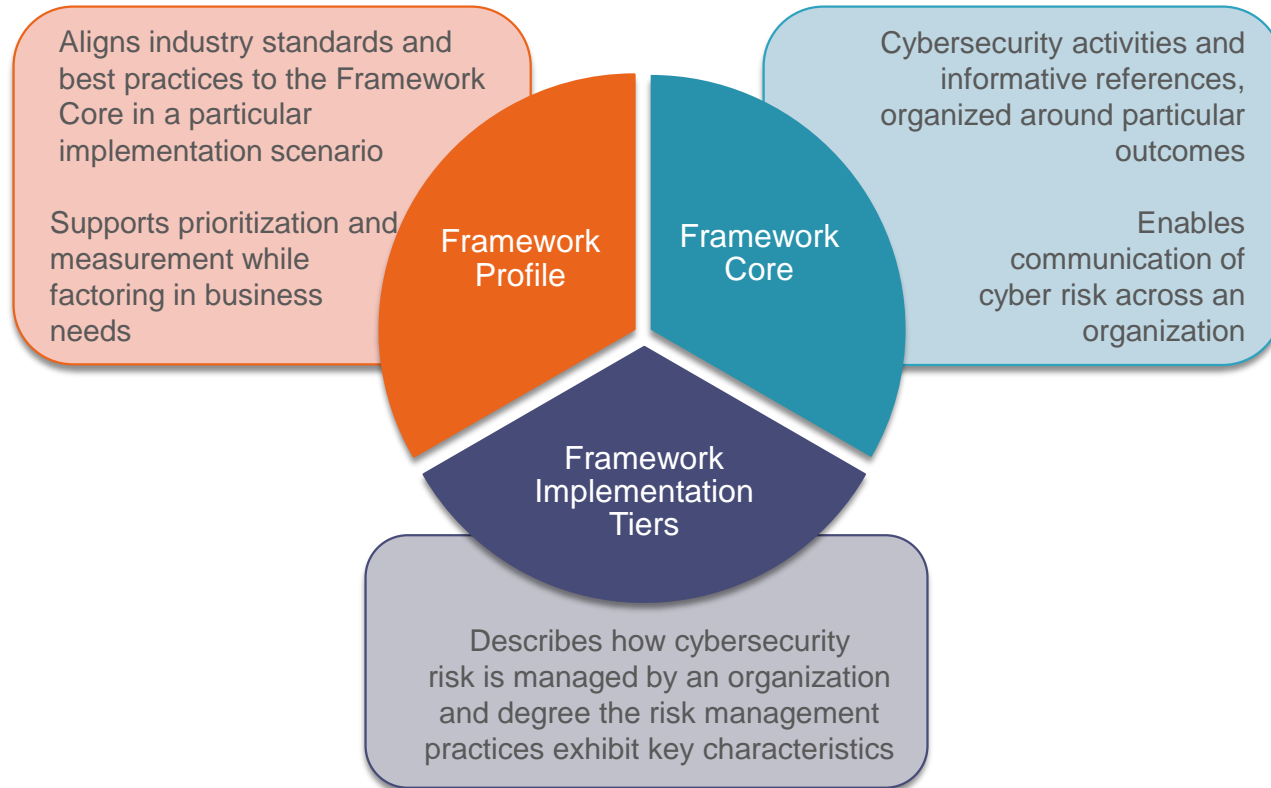 Aligns industry standards and
best practices to the Framework
Core in a particular
implementation scenario
Supports prioritization and
measurement while
factoring in business
needs
Framework
Profile
Framework
Core
Cybersecurity activities and
informative references,
organized around particular
outcomes
Enables
communication of
cyber risk across an
organization
Framework
Implementation
Tiers
Describes how cybersecurity
risk is managed by an organization
and degree the risk management
practices exhibit key characteristics